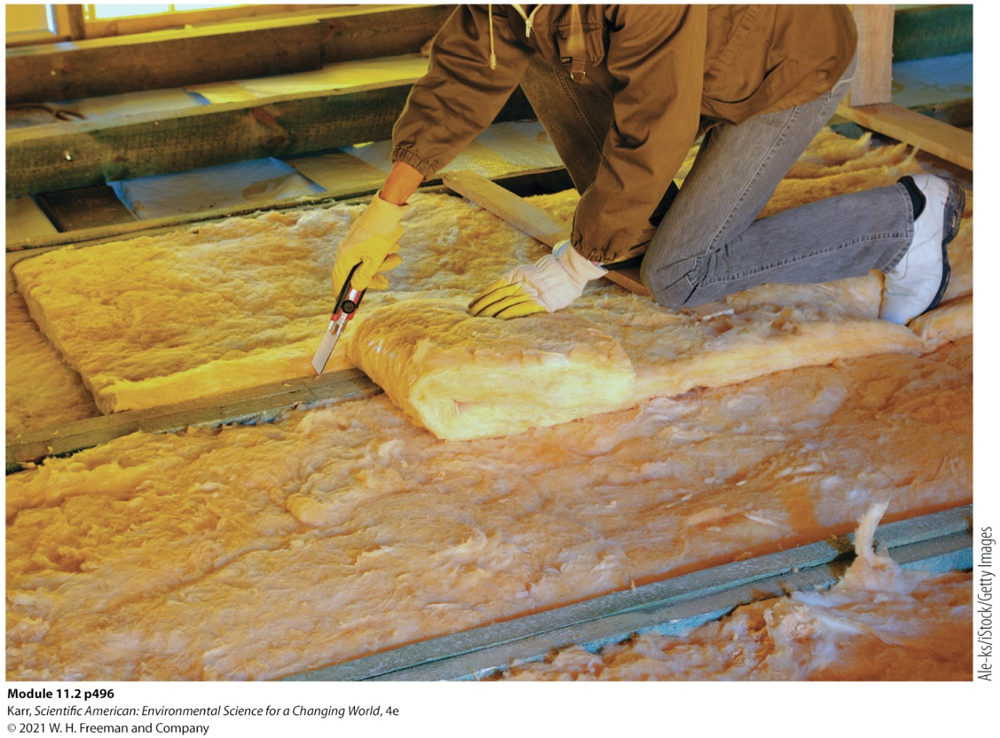 Ale-ks/iStock/Getty Images
Module 11.2 p496
Karr, Scientific American: Environmental Science for a Changing World, 4e
© 2021 W. H. Freeman and Company